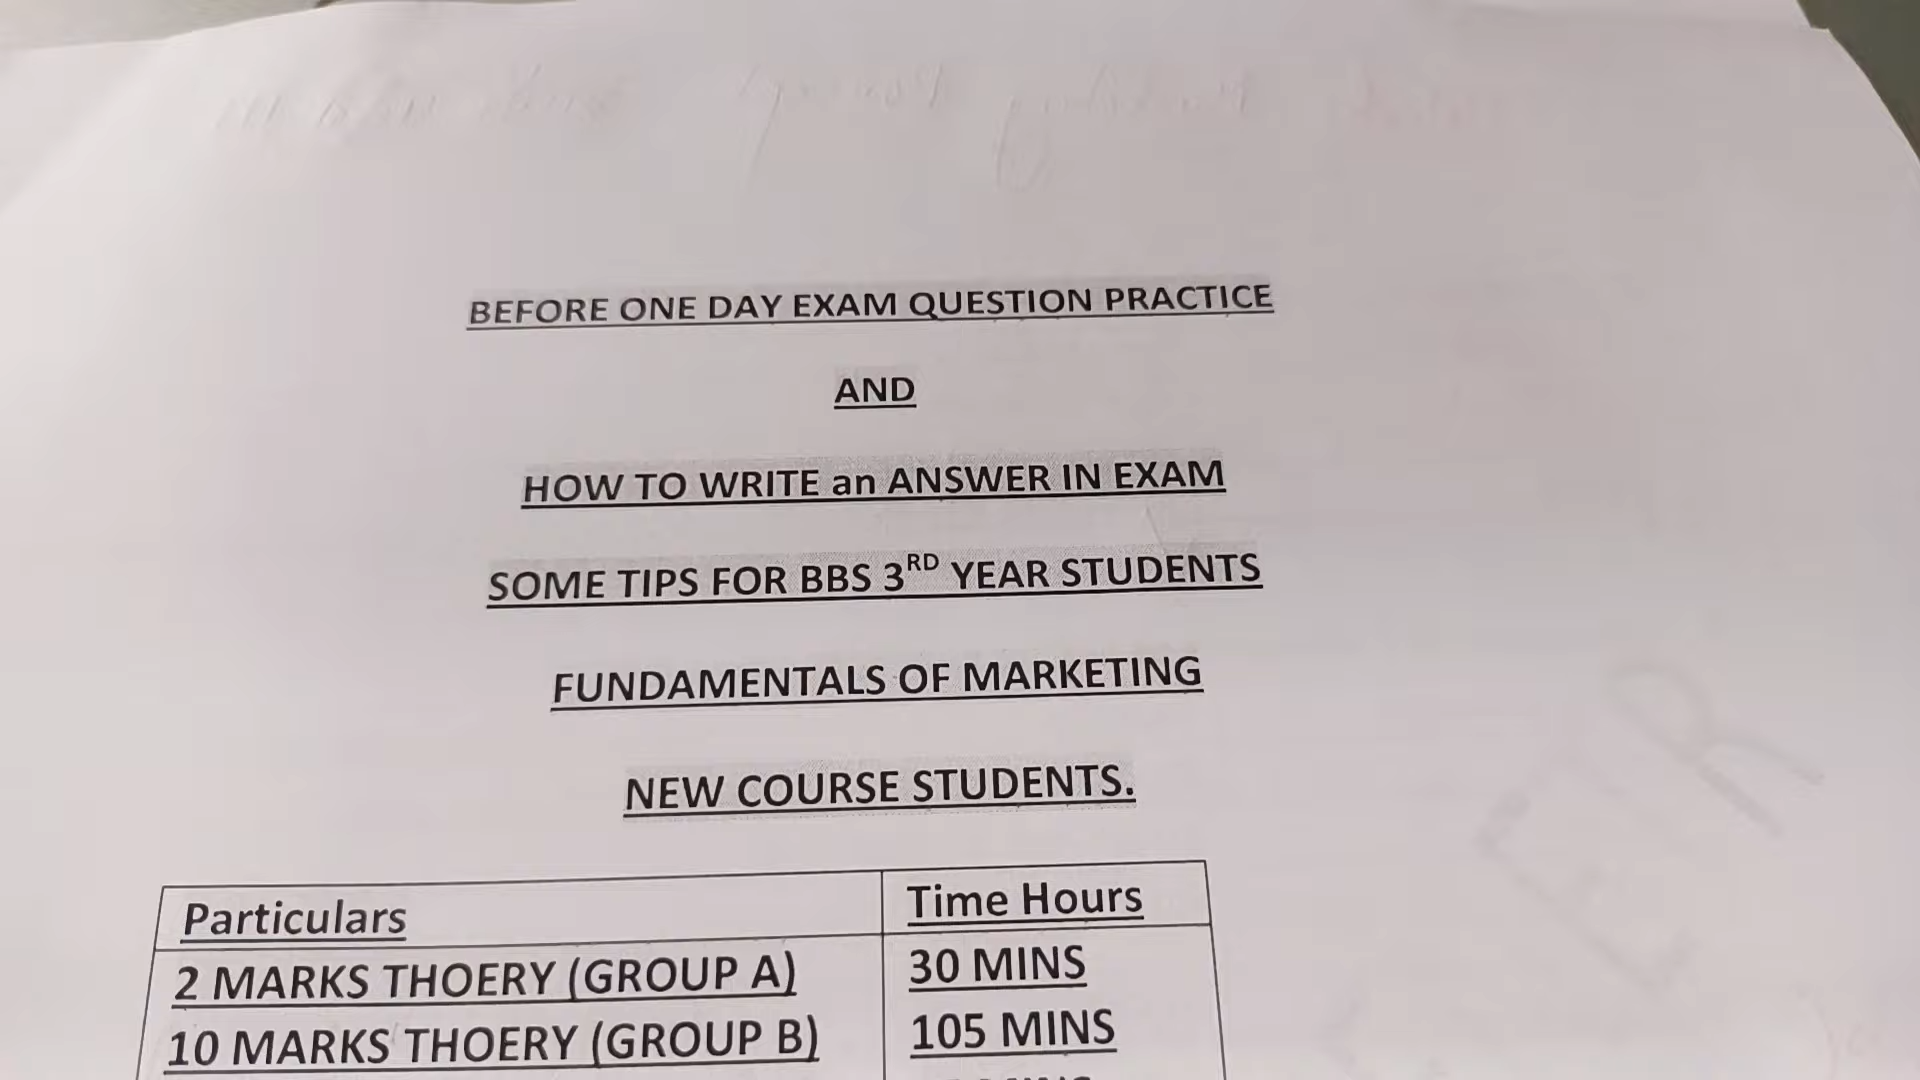 BEFORE ONE DAY EXAM QUESTION PRACTICE
AND
HOW TO WRITE an ANSWER IN EXAM
SOME TIPS FOR BBS 3RD YEAR STUDENTS
FUNDAMENTALS OF MARKETING
NEW COURSE STUDENTS.
Particulars Time Hours
2 MARKS THOERY (GROUP A) 30 MINS
10 MARKS THOERY (GROUP B) 105 MINS